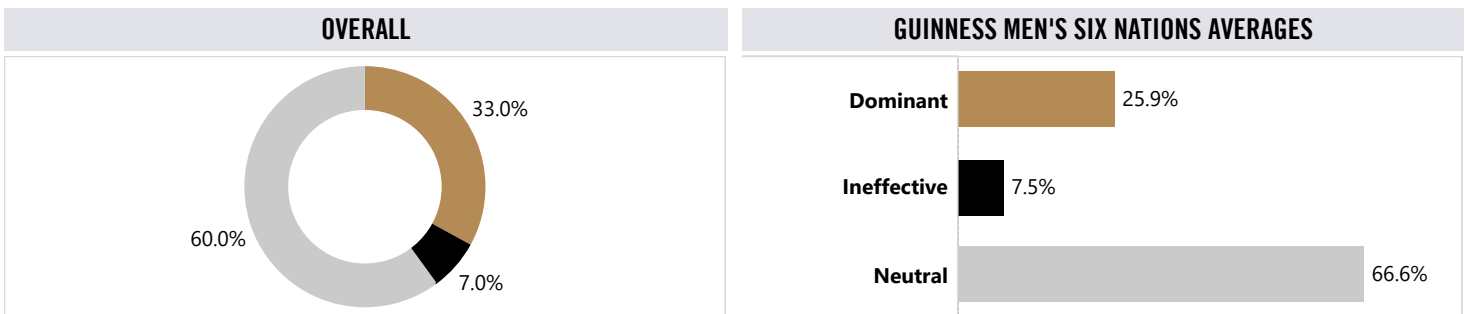 OVERALL
33.0%
60.0%
7.0%
GUINNESS MEN'S SIX NATIONS AVERAGES
Dominant 25.9%
Ineffective 7.5%
Neutral 66.6%